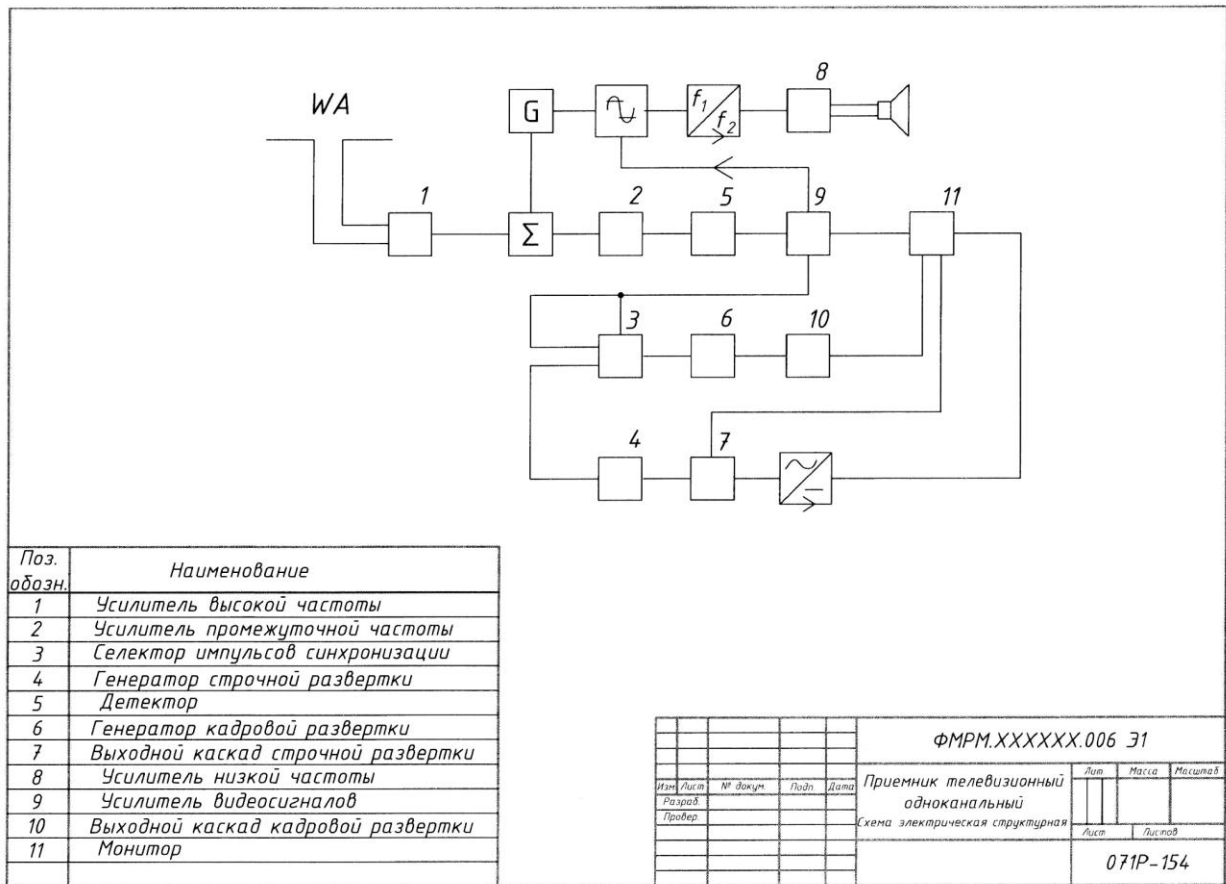 WA
G
f1
f2
8
1
Σ
2
5
9
11
3
6
10
4
7
Поз. обозн.
Наименование
1 Усилитель высокой частоты
2 Усилитель промежуточной частоты
3 Селектор импульсов синхронизации
4 Генератор строчной развертки
5 Детектор
6 Генератор кадровой развертки
7 Выходной каскад строчной развертки
8 Усилитель низкой частоты
9 Усилитель видеосигналов
10 Выходной каскад кадровой развертки
11 Монитор
ФМРМ.XXXXXX.006 Э1
Изм. Лист № докум. Подп. Дата
Разраб.
Провер.
Приемник телевизионный
одноканальный
Схема электрическая структурная
Лит Масса Масштаб
Лист Листов
071Р-154